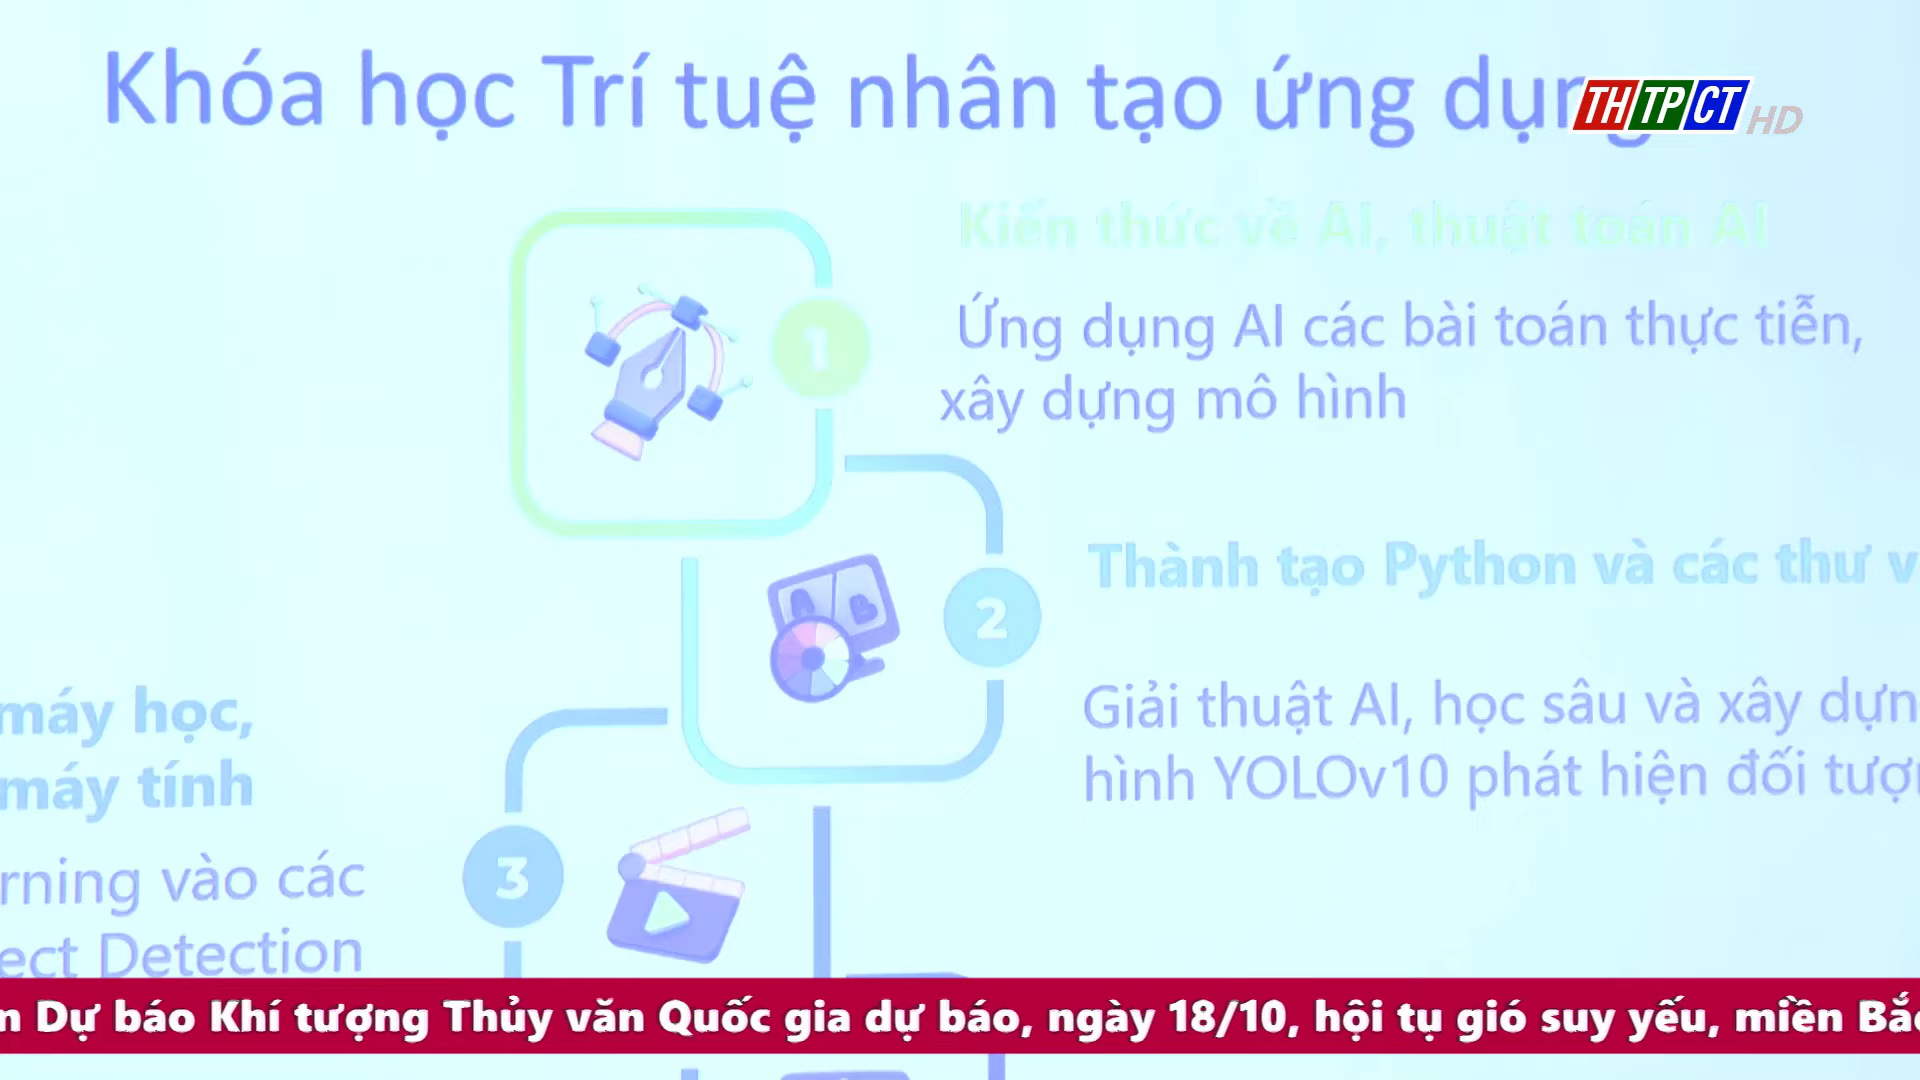 Khóa học Trí tuệ nhân tạo ứng dụng
THTPCT HD
Kiến thức về AI, thuật toán AI
1
Ứng dụng AI các bài toán thực tiễn,
xây dựng mô hình
Thành tạo Python và các thư v
2
A B
Giải thuật AI, học sâu và xây dựn
hình YOLOv10 phát hiện đối tượn
máy học,
máy tính
3
rning vào các
ect Detection
m Dự báo Khí tượng Thủy văn Quốc gia dự báo, ngày 18/10, hội tụ gió suy yếu, miền Bắc